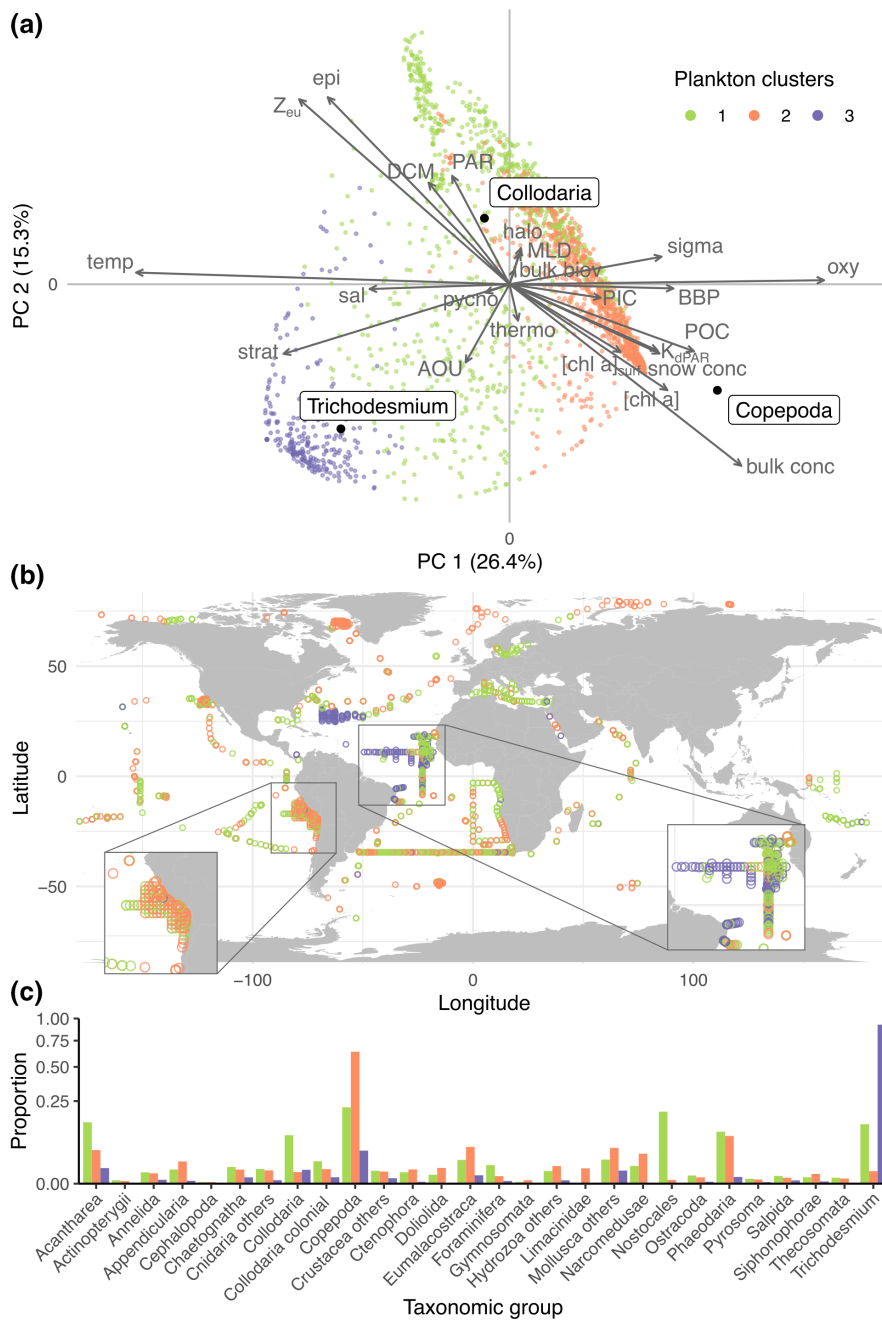 (a)
Plankton clusters
1 2 3
epi
Z eu
DCM PAR
Collodaria
halo
MLD
sigma
temp
bulk biov
oxy
0
sal
pycno
PIC
BBP
thermo
POC
strat
K dPAR
AOU
[chl a] surf snow conc
Trichodesmium
[chl a]
Copepoda
bulk conc
PC 2 (15.3%)
0
PC 1 (26.4%)
(b)
50
0
−50
Latitude
−100
0
100
Longitude
(c)
1.00
0.75
0.50
0.25
0.00
Proportion
Acantharea
Actinopterygii
Annelida
Appendicularia
Cephalopoda
Chaetognatha
Cnidaria others
Collodaria
Collodaria colonial
Copepoda
Crustacea others
Ctenophora
Doliolida
Eumalacostraca
Foraminifera
Gymnosomata
Hydrozoa others
Limacinidae
Mollusca others
Narcomedusae
Nostocales
Ostracoda
Phaeodaria
Pyrosoma
Salpida
Siphonophorae
Thecosomata
Trichodesmium
Taxonomic group